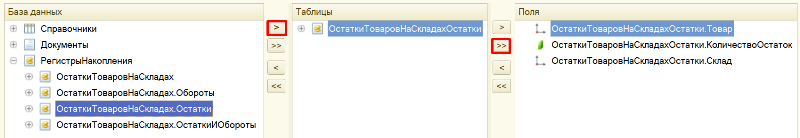 База данных
Справочники
Документы
РегистрыНакопления
ОстаткиТоваровНаСкладах
ОстаткиТоваровНаСкладах.Обороты
ОстаткиТоваровНаСкладах.Остатки
ОстаткиТоваровНаСкладах.ОстаткиИОбороты
>
>>
<
<<
Таблицы
ОстаткиТоваровНаСкладахОстатки
>
>>
<
<<
Поля
ОстаткиТоваровНаСкладахОстатки.Товар
ОстаткиТоваровНаСкладахОстатки.КоличествоОстаток
ОстаткиТоваровНаСкладахОстатки.Склад